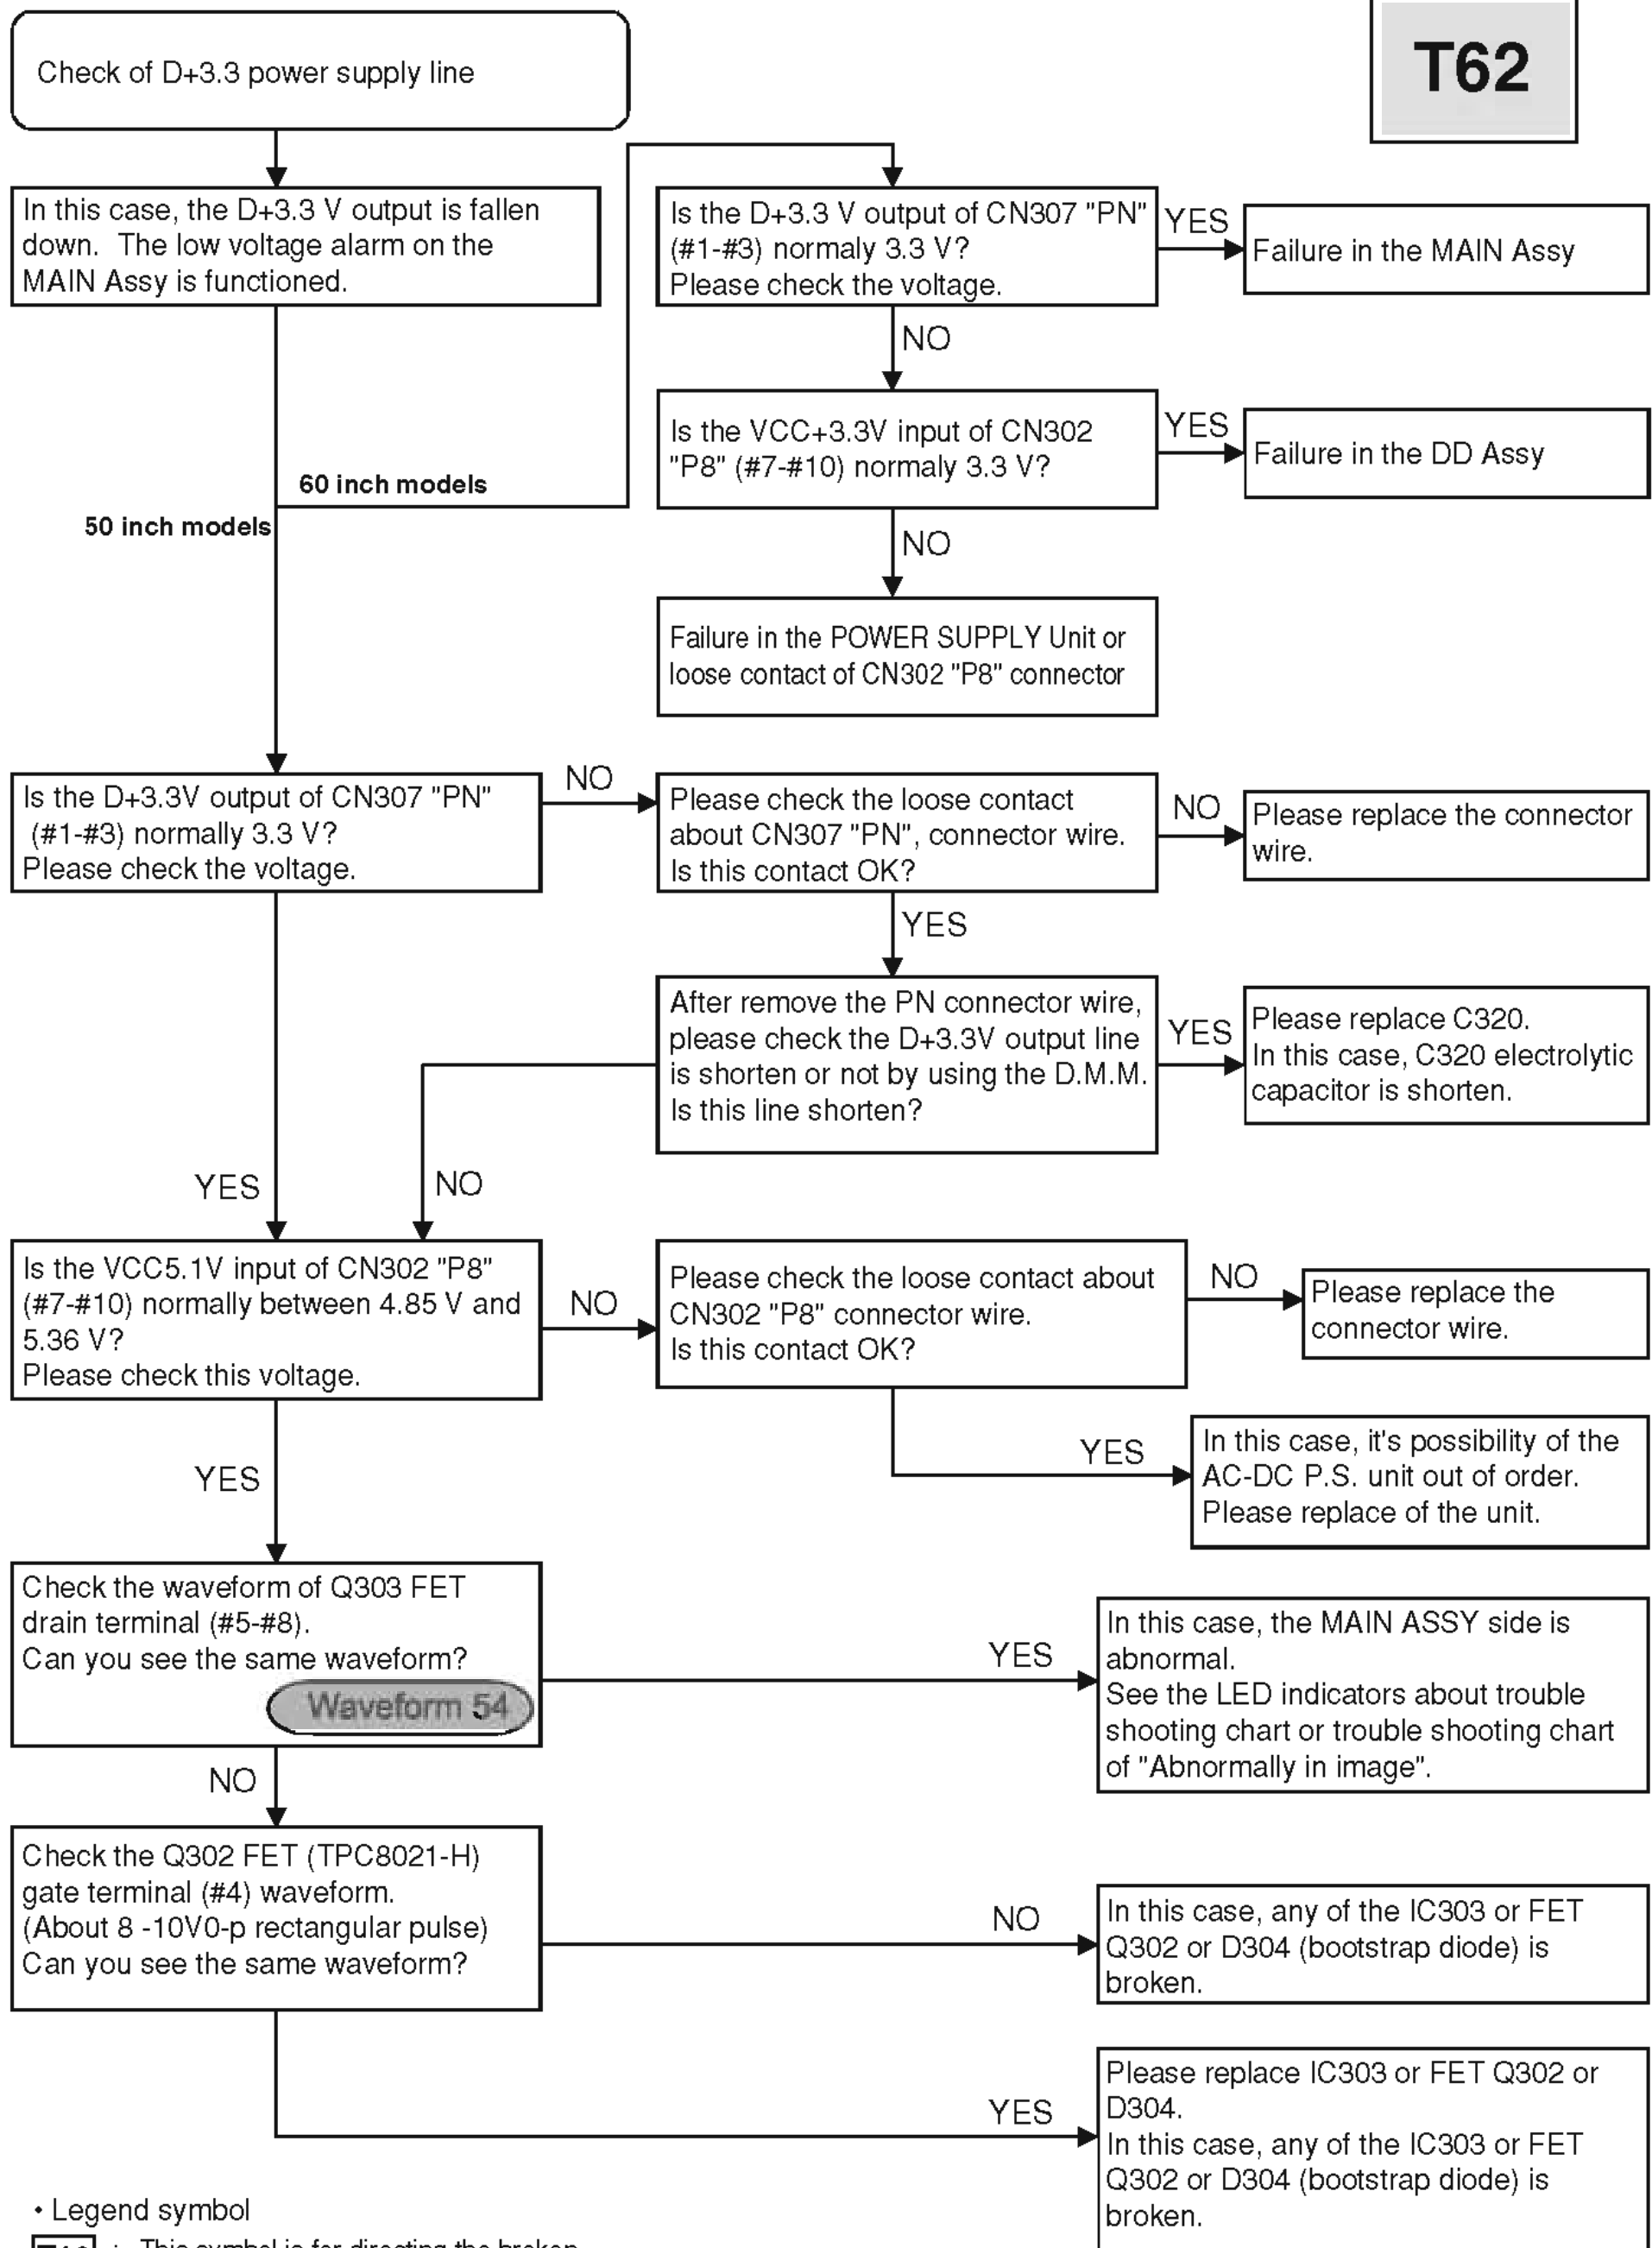 T62
Check of D+3.3 power supply line
In this case, the D+3.3 V output is fallen
down. The low voltage alarm on the
MAIN Assy is functioned.
60 inch models
50 inch models
Is the D+3.3 V output of CN307 "PN"
(#1-#3) normaly 3.3 V?
Please check the voltage.
YES
Failure in the MAIN Assy
NO
Is the VCC+3.3V input of CN302
"P8" (#7-#10) normaly 3.3 V?
YES
Failure in the DD Assy
NO
Failure in the POWER SUPPLY Unit or
loose contact of CN302 "P8" connector
Is the D+3.3V output of CN307 "PN"
(#1-#3) normally 3.3 V?
Please check the voltage.
NO
Please check the loose contact
about CN307 "PN", connector wire.
Is this contact OK?
NO
Please replace the connector
wire.
YES
After remove the PN connector wire,
please check the D+3.3V output line
is shorten or not by using the D.M.M.
Is this line shorten?
YES
Please replace C320.
In this case, C320 electrolytic
capacitor is shorten.
YES
NO
Is the VCC5.1V input of CN302 "P8"
(#7-#10) normally between 4.85 V and
5.36 V?
Please check this voltage.
NO
Please check the loose contact about
CN302 "P8" connector wire.
Is this contact OK?
NO
Please replace the
connector wire.
YES
In this case, it's possibility of the
AC-DC P.S. unit out of order.
Please replace of the unit.
YES
Check the waveform of Q303 FET
drain terminal (#5-#8).
Can you see the same waveform?
Waveform 54
YES
In this case, the MAIN ASSY side is
abnormal.
See the LED indicators about trouble
shooting chart or trouble shooting chart
of "Abnormally in image".
NO
Check the Q302 FET (TPC8021-H)
gate terminal (#4) waveform.
(About 8 -10V0-p rectangular pulse)
Can you see the same waveform?
NO
In this case, any of the IC303 or FET
Q302 or D304 (bootstrap diode) is
broken.
YES
Please replace IC303 or FET Q302 or
D304.
In this case, any of the IC303 or FET
Q302 or D304 (bootstrap diode) is
broken.
• Legend symbol
: This symbol is for directing the broken